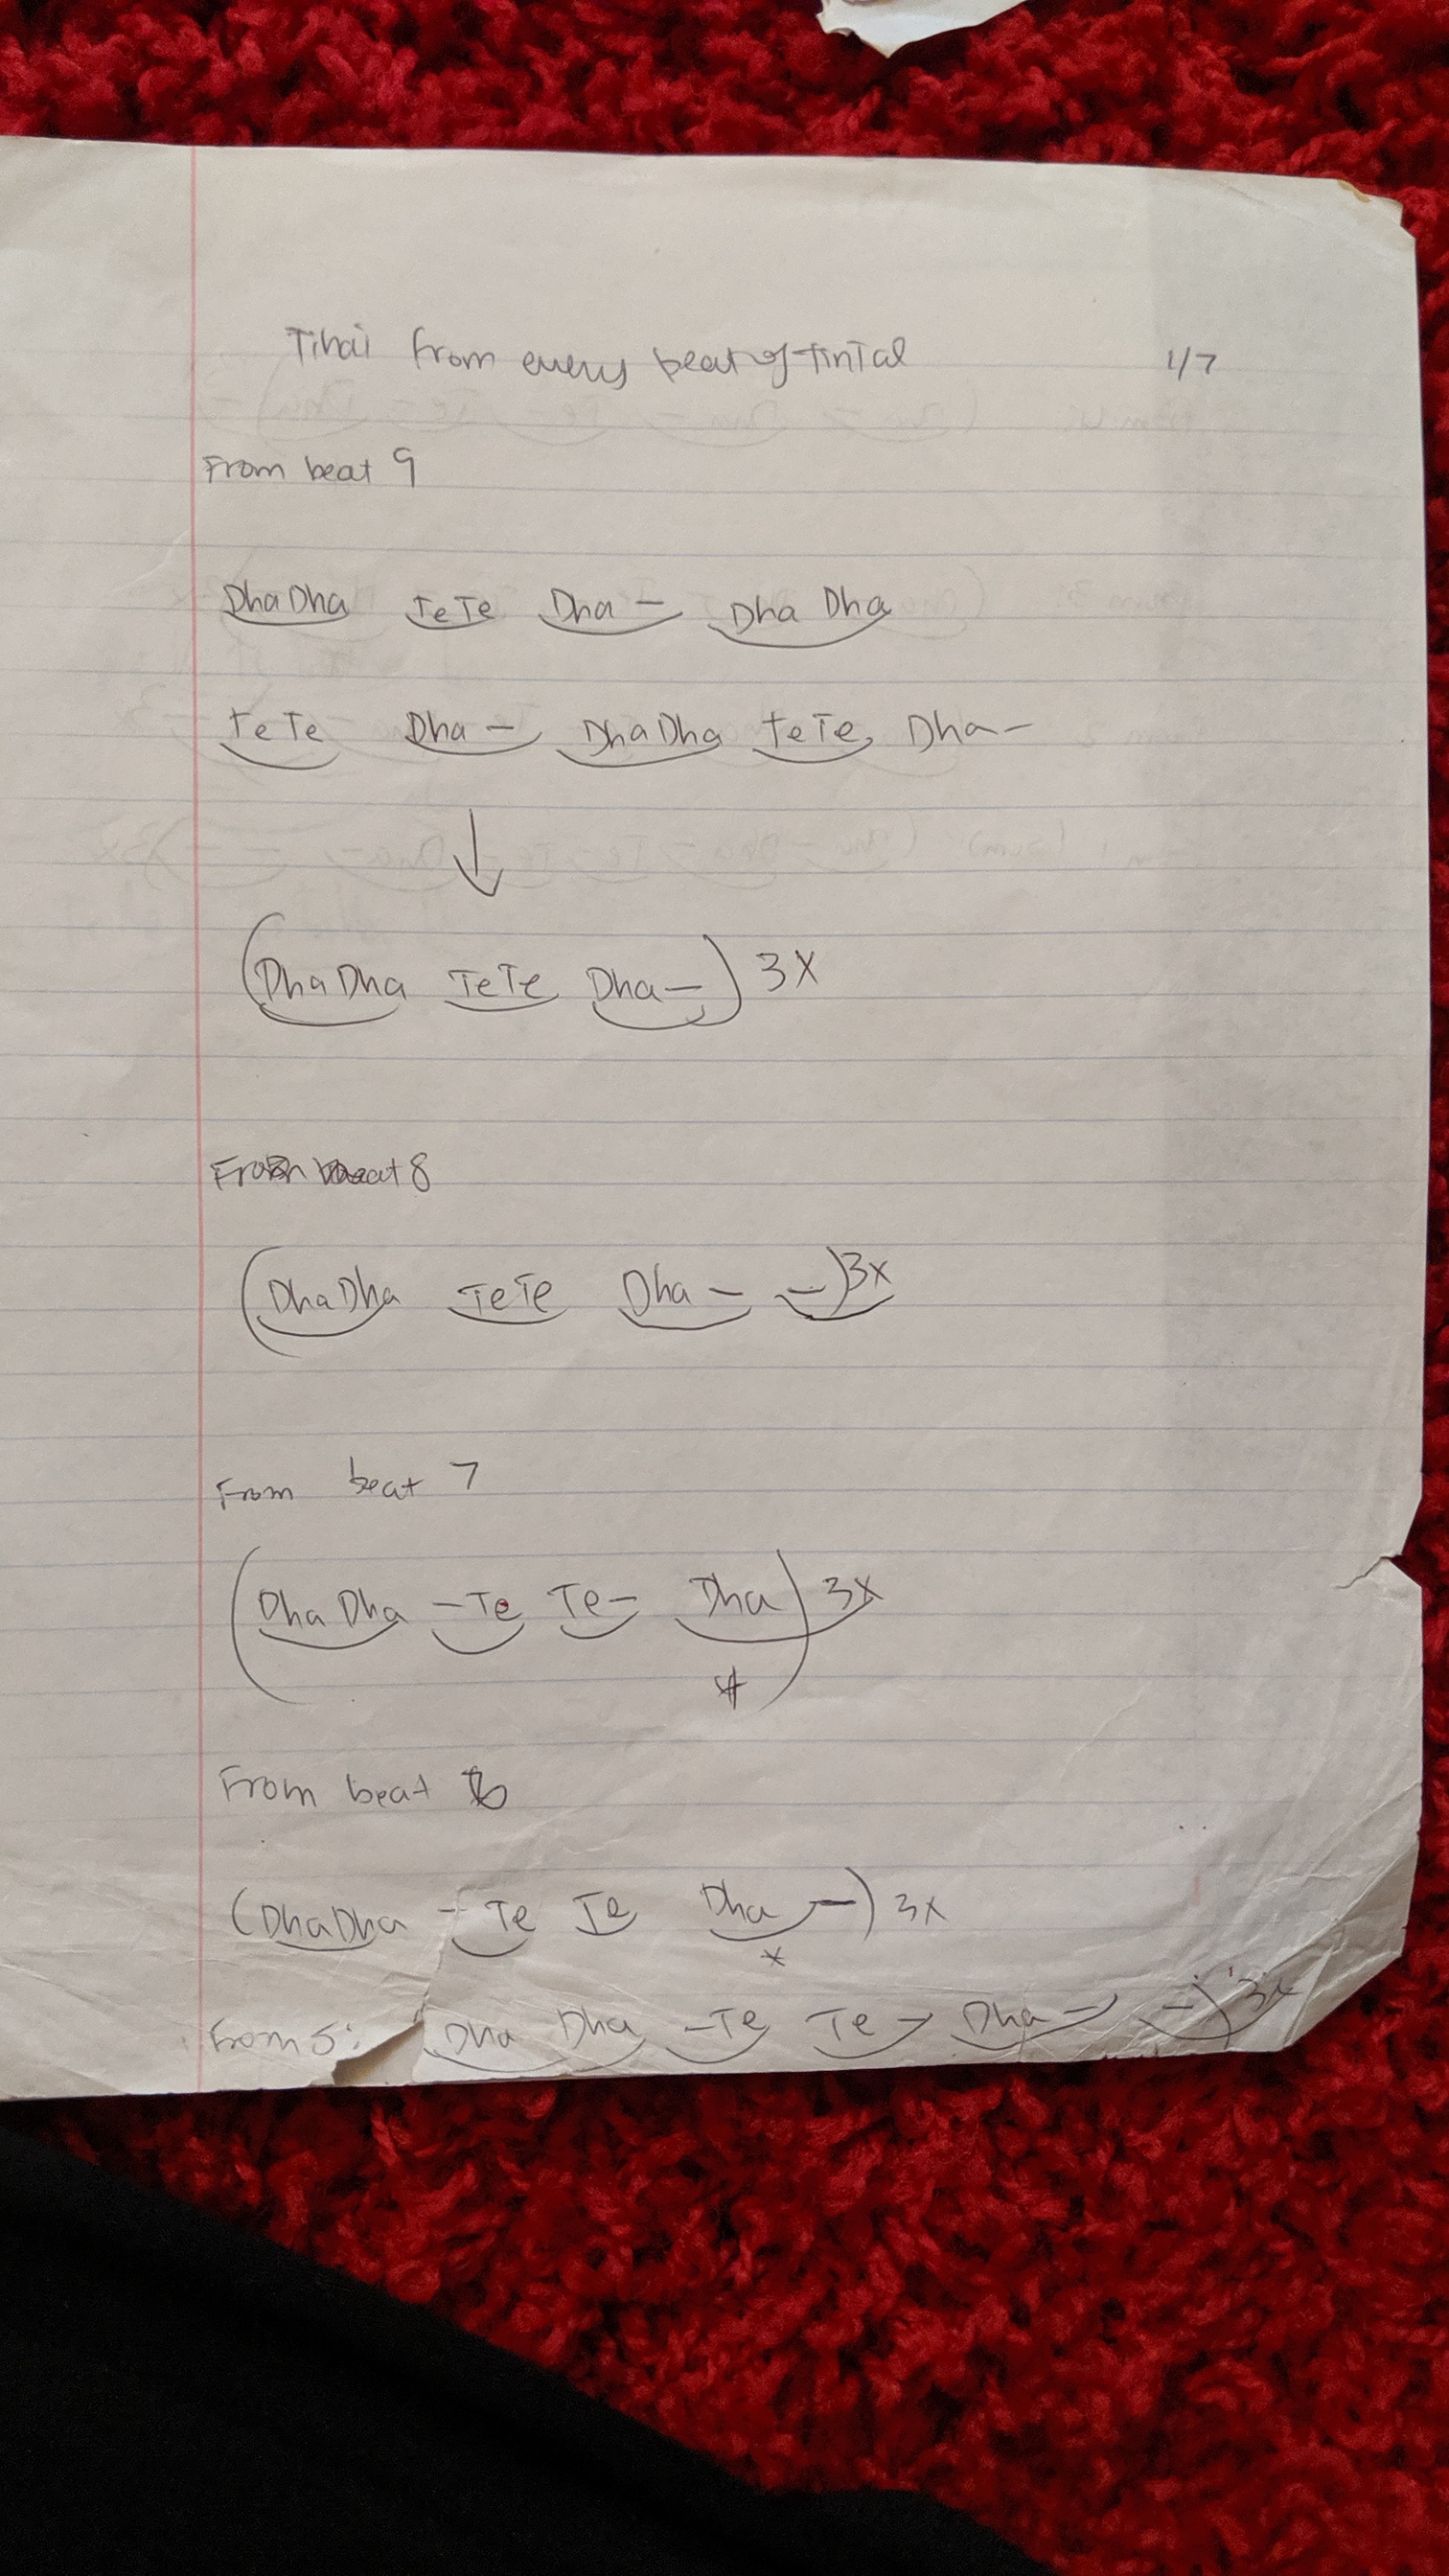 Tihai from every beat of TinTal 1/7
From beat 9
DhaDha TeTe Dha – Dha Dha
TeTe Dha – DhaDha TeTe Dha –
↓
(DhaDha TeTe Dha –) 3X
From beat 8
(DhaDha TeTe Dha – –) 3X
From beat 7
(DhaDha –Te Te– Dha) 3X
From beat 6
(DhaDha – Te Te Dha –) 3X
x
From 5: Dha Dha –Te Te – Dha – –) 3x